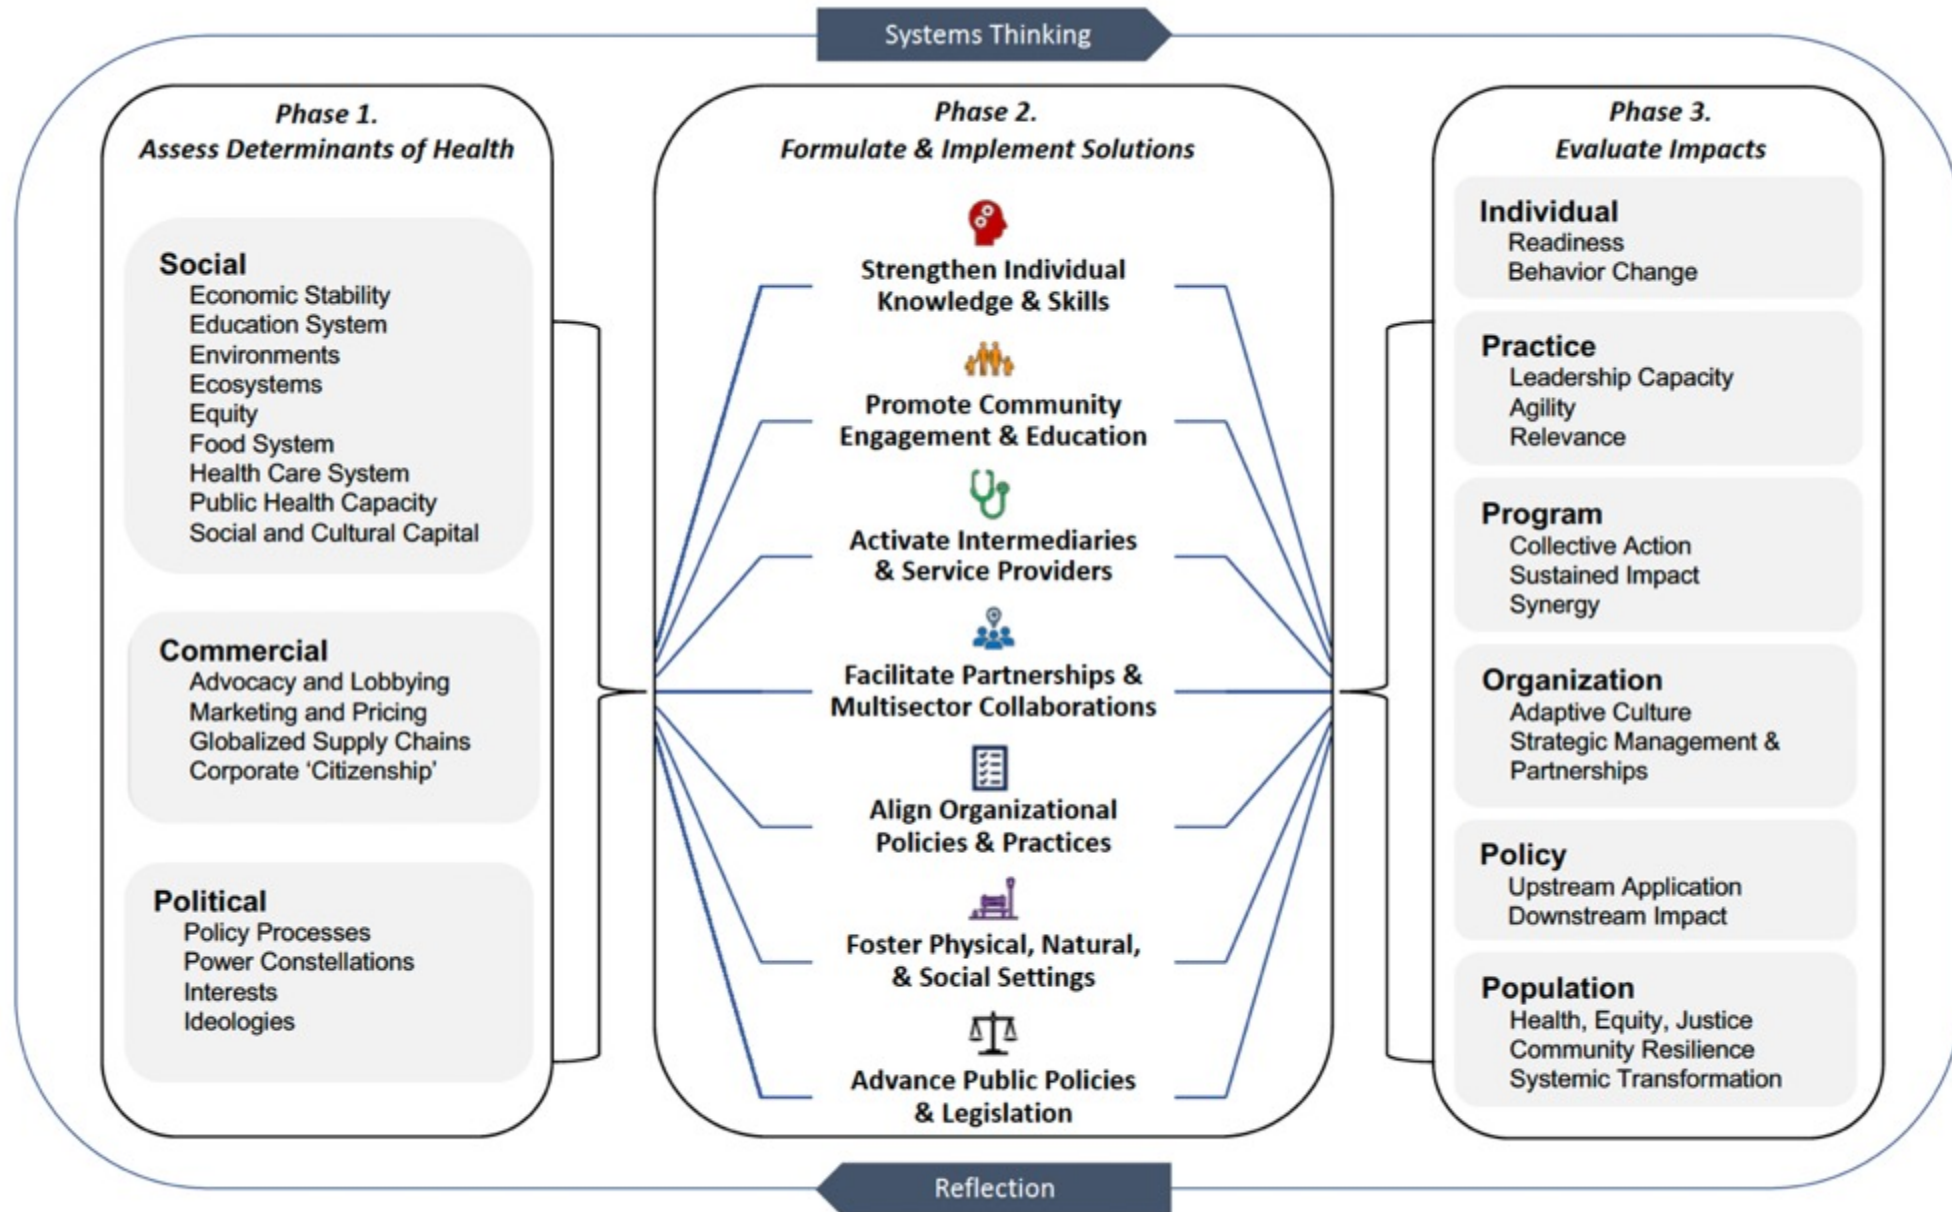 Systems Thinking
Phase 1.
Assess Determinants of Health
Social
Economic Stability
Education System
Environments
Ecosystems
Equity
Food System
Health Care System
Public Health Capacity
Social and Cultural Capital
Commercial
Advocacy and Lobbying
Marketing and Pricing
Globalized Supply Chains
Corporate ‘Citizenship’
Political
Policy Processes
Power Constellations
Interests
Ideologies
Phase 2.
Formulate & Implement Solutions
Strengthen Individual
Knowledge & Skills
Promote Community
Engagement & Education
Activate Intermediaries
& Service Providers
Facilitate Partnerships &
Multisector Collaborations
Align Organizational
Policies & Practices
Foster Physical, Natural,
& Social Settings
Advance Public Policies
& Legislation
Phase 3.
Evaluate Impacts
Individual
Readiness
Behavior Change
Practice
Leadership Capacity
Agility
Relevance
Program
Collective Action
Sustained Impact
Synergy
Organization
Adaptive Culture
Strategic Management &
Partnerships
Policy
Upstream Application
Downstream Impact
Population
Health, Equity, Justice
Community Resilience
Systemic Transformation
Reflection